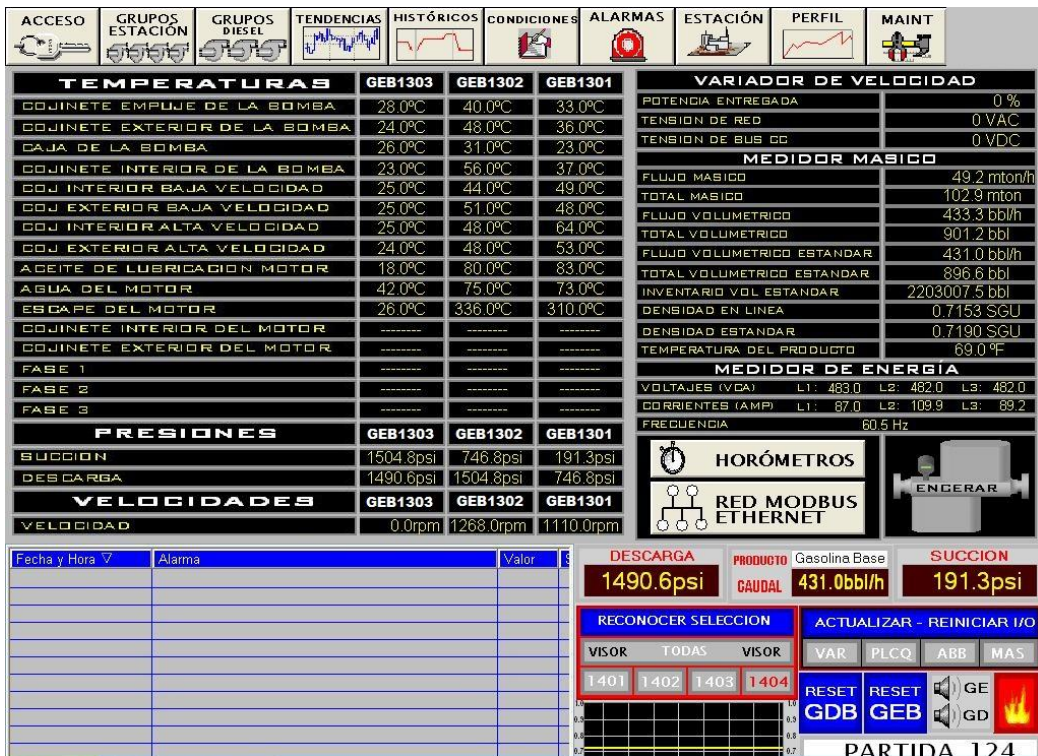 ACCESO
GRUPOS ESTACIÓN
GRUPOS DIESEL
TENDENCIAS
HISTÓRICOS
CONDICIONES
ALARMAS
ESTACIÓN
PERFIL
MAINT
TEMPERATURAS GEB1303 GEB1302 GEB1301
COJINETE EMPUJE DE LA BOMBA 28.0ºC 40.0ºC 33.0ºC
COJINETE EXTERIOR DE LA BOMBA 24.0ºC 48.0ºC 36.0ºC
CAJA DE LA BOMBA 26.0ºC 31.0ºC 23.0ºC
COJINETE INTERIOR DE LA BOMBA 23.0ºC 56.0ºC 37.0ºC
COJ INTERIOR BAJA VELOCIDAD 25.0ºC 44.0ºC 49.0ºC
COJ EXTERIOR BAJA VELOCIDAD 25.0ºC 51.0ºC 48.0ºC
COJ INTERIOR ALTA VELOCIDAD 25.0ºC 48.0ºC 64.0ºC
COJ EXTERIOR ALTA VELOCIDAD 24.0ºC 48.0ºC 53.0ºC
ACEITE DE LUBRICACION MOTOR 18.0ºC 80.0ºC 83.0ºC
AGUA DEL MOTOR 42.0ºC 75.0ºC 73.0ºC
ESCAPE DEL MOTOR 26.0ºC 336.0ºC 310.0ºC
COJINETE INTERIOR DEL MOTOR -------- -------- --------
COJINETE EXTERIOR DEL MOTOR -------- -------- --------
FASE 1 -------- -------- --------
FASE 2 -------- -------- --------
FASE 3 -------- -------- --------
PRESIONES GEB1303 GEB1302 GEB1301
SUCCION 1504.8psi 746.8psi 191.3psi
DESCARGA 1490.6psi 1504.8psi 746.8psi
VELOCIDADES GEB1303 GEB1302 GEB1301
VELOCIDAD 0.0rpm 1268.0rpm 1110.0rpm
VARIADOR DE VELOCIDAD
POTENCIA ENTREGADA 0 %
TENSION DE RED 0 VAC
TENSION DE BUS CC 0 VDC
MEDIDOR MASICO
FLUJO MASICO 49.2 mton/h
TOTAL MASICO 102.9 mton
FLUJO VOLUMETRICO 433.3 bbl/h
TOTAL VOLUMETRICO 901.2 bbl
FLUJO VOLUMETRICO ESTANDAR 431.0 bbl/h
TOTAL VOLUMETRICO ESTANDAR 896.6 bbl
INVENTARIO VOL ESTANDAR 2203007.5 bbl
DENSIDAD EN LINEA 0.7153 SGU
DENSIDAD ESTANDAR 0.7190 SGU
TEMPERATURA DEL PRODUCTO 69.0 ºF
MEDIDOR DE ENERGÍA
VOLTAJES (VCA) L1: 483.0 L2: 482.0 L3: 482.0
CORRIENTES (AMP) L1: 87.0 L2: 109.9 L3: 89.2
FRECUENCIA 60.5 Hz
HORÓMETROS
RED MODBUS
ETHERNET
ENCERAR
Fecha y Hora Alarma Valor
DESCARGA
1490.6psi
PRODUCTO Gasolina Base
CAUDAL 431.0bbl/h
SUCCION
191.3psi
RECONOCER SELECCION
VISOR TODAS VISOR
1401 1402 1403 1404
ACTUALIZAR - REINICIAR I/O
VAR PLCQ ABB MAS
RESET GDB
RESET GEB
GE
GD
1.0 1.0
0.9 0.9
0.8 0.8
0.7 0.7
PARTIDA 124